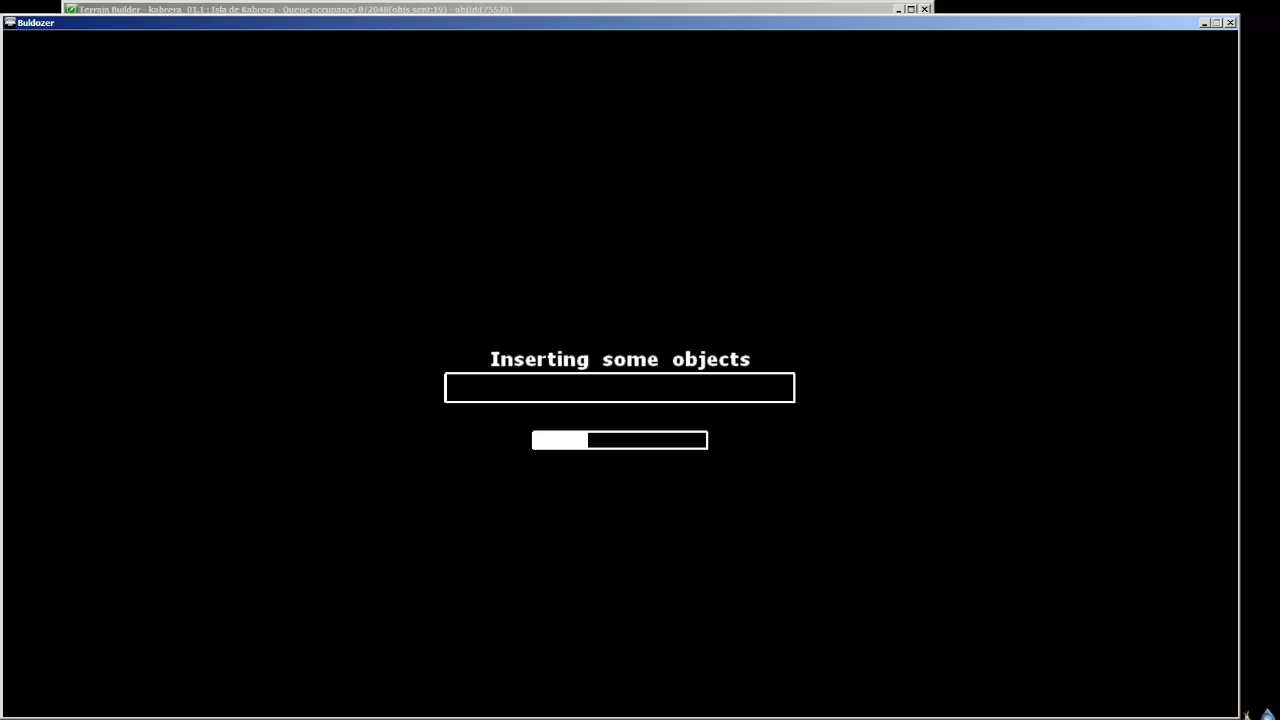 Terrain Builder - kabrera_01.1 : Isla de Kabrera - Queue occupancy 0/2048(objs sent:19) - objId:(75520)
Buldozer
Inserting some objects